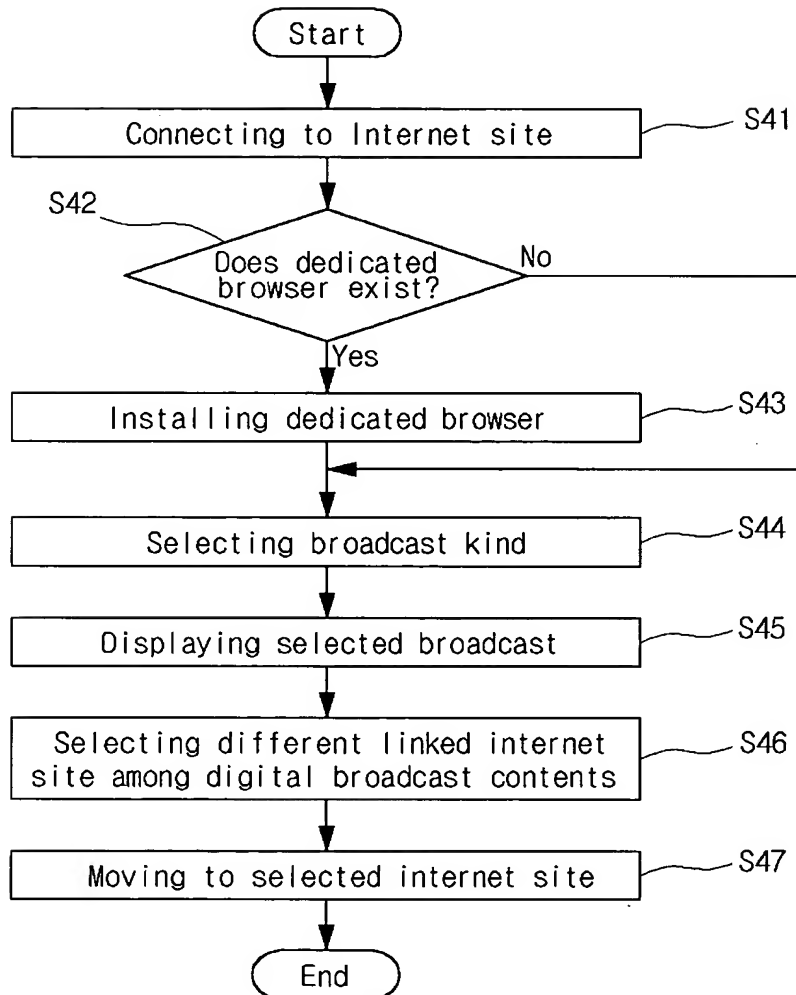 Start
Connecting to Internet site
S41
S42
Does dedicated
browser exist?
No
Yes
Installing dedicated browser
S43
Selecting broadcast kind
S44
Displaying selected broadcast
S45
Selecting different linked internet
site among digital broadcast contents
S46
Moving to selected internet site
S47
End